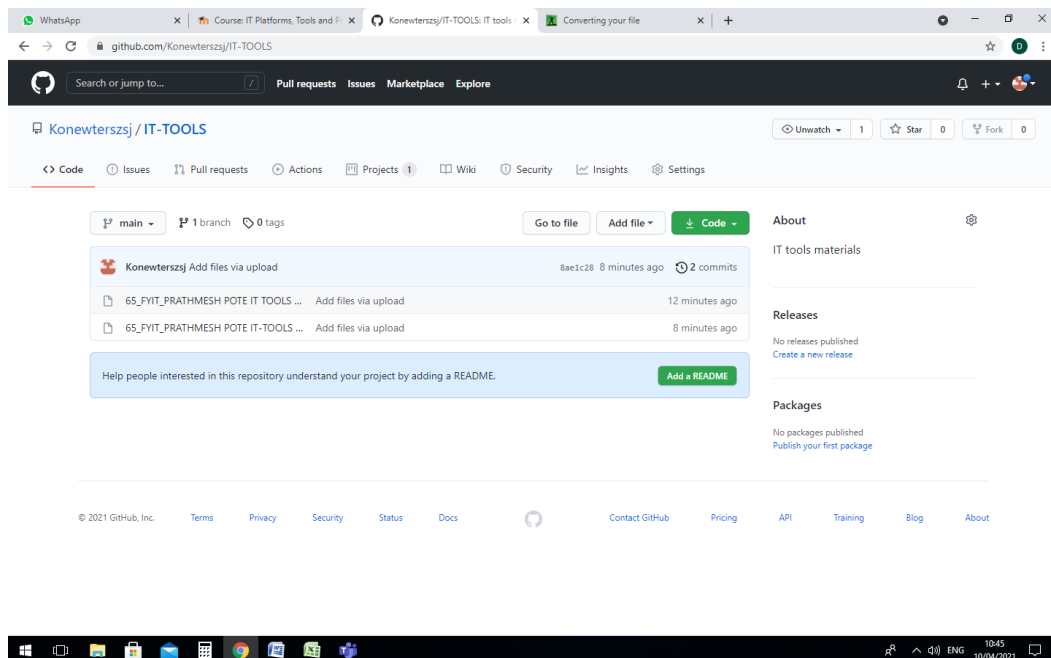 WhatsApp
Course: IT Platforms, Tools and P
Konewterszsj/IT-TOOLS: IT tools
Converting your file
github.com/Konewterszsj/IT-TOOLS
D
Search or jump to... /
Pull requests Issues Marketplace Explore
Konewterszsj / IT-TOOLS
Unwatch 1 Star 0 Fork 0
Code Issues Pull requests Actions Projects 1 Wiki Security Insights Settings
main 1 branch 0 tags Go to file Add file Code
Konewterszsj Add files via upload 8ae1c28 8 minutes ago 2 commits
65_FYIT_PRATHMESH POTE IT TOOLS ... Add files via upload 12 minutes ago
65_FYIT_PRATHMESH POTE IT-TOOLS ... Add files via upload 8 minutes ago
Help people interested in this repository understand your project by adding a README. Add a README
About
IT tools materials
Releases
No releases published
Create a new release
Packages
No packages published
Publish your first package
© 2021 GitHub, Inc. Terms Privacy Security Status Docs Contact GitHub Pricing API Training Blog About
ENG
10:45
10/04/2021